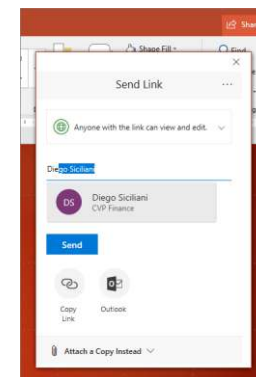 Shar
Shape Fill
Find
Send Link
Anyone with the link can view and edit.
Diego Siciliani
DS
Diego Siciliani
CVP Finance
Send
Copy
Link
Outlook
Attach a Copy Instead